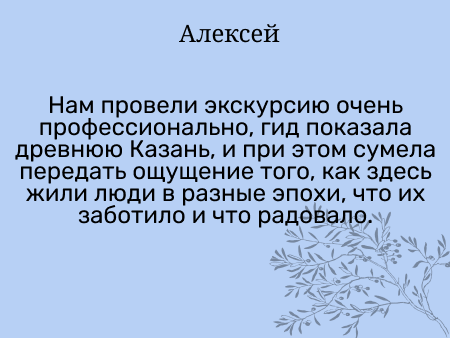 Алексей
Нам провели экскурсию очень
профессионально, гид показала
древнюю Казань, и при этом сумела
передать ощущение того, как здесь
жили люди в разные эпохи, что их
заботило и что радовало.